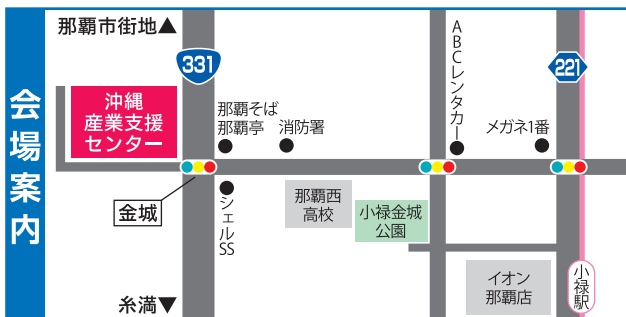 会場案内
那覇市街地▲
331
沖縄
産業支援
センター
那覇そば
那覇亭
消防署
ABCレンタカー
221
メガネ1番
金城
シェルSS
那覇西
高校
小禄金城
公園
イオン
那覇店
小禄駅
糸満▼